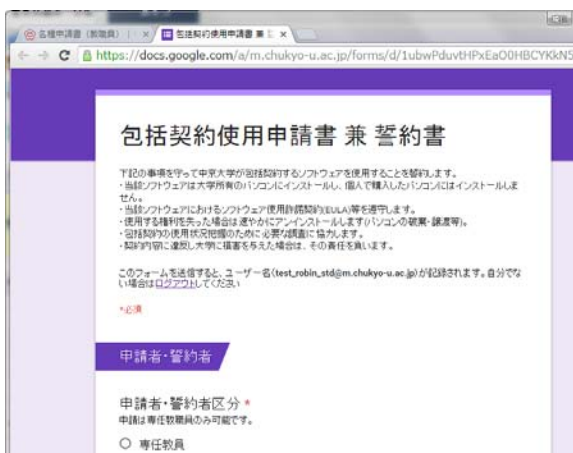 各種申請書（教職員）
包括契約使用申請書 兼
https://docs.google.com/a/m.chukyo-u.ac.jp/forms/d/1ubwPduvtHPxEaO0HBCYKkN5
包括契約使用申請書 兼 誓約書
下記の事項を守って中京大学が包括契約するソフトウェアを使用することを誓約します。
・当該ソフトウェアは大学所有のパソコンにインストールし、個人で購入したパソコンにはインストールしま
せん。
・当該ソフトウェアにおけるソフトウェア使用許諾契約(EULA)等を遵守します。
・使用する権利を失った場合は速やかにアンインストールします(パソコンの破棄・譲渡等)。
・包括契約の使用状況把握のために必要な調査に協力します。
・契約内容に違反し大学に損害を与えた場合は、その責任を負います。
このフォームを送信すると、ユーザー名(test_robin_std@m.chukyo-u.ac.jp)が記録されます。自分でな
い場合はログアウトしてください
*必須
申請者・誓約者
申請者・誓約者区分 *
申請は専任教職員のみ可能です。
専任教員